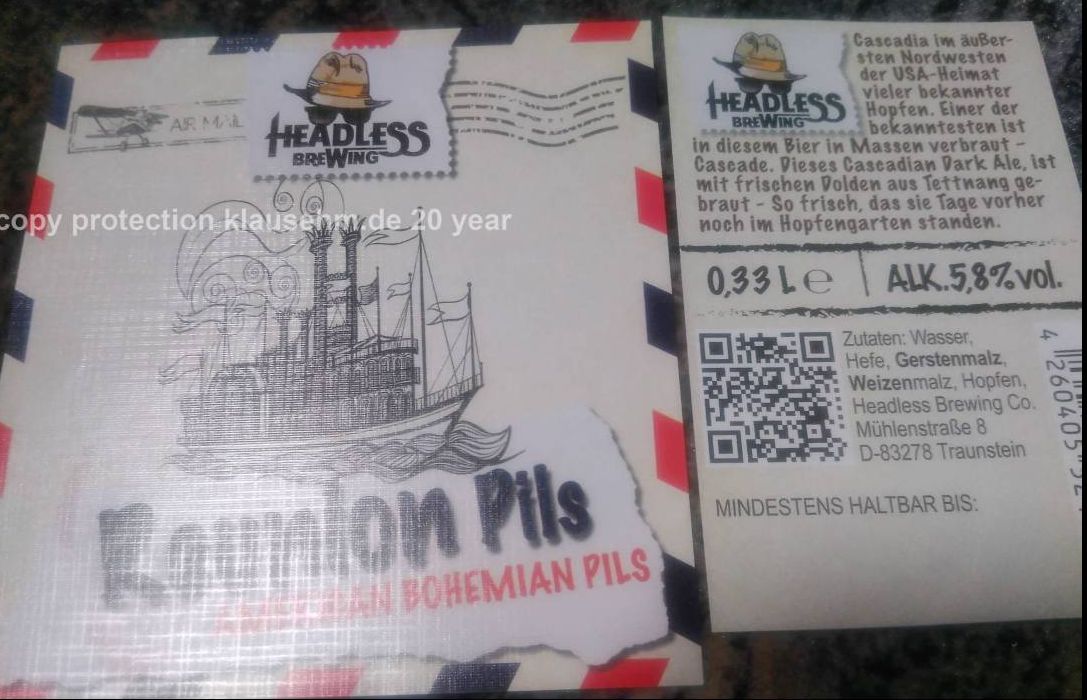 AIR MAIL
HEADLESS
BREWING
copy protection klausehm.de 20 year
Reunion Pils
AMERICAN BOHEMIAN PILS
HEADLESS
BREWING
Cascadia im äußer-
sten Nordwesten
der USA-Heimat
vieler bekannter
Hopfen. Einer der
bekanntesten ist
in diesem Bier in Massen verbraut -
Cascade. Dieses Cascadian Dark Ale, ist
mit frischen Dolden aus Tettnang ge-
braut - So frisch, das sie Tage vorher
noch im Hopfengarten standen.
0,33 L e
ALK.5,8%vol.
Zutaten: Wasser,
Hefe, Gerstenmalz,
Weizenmalz, Hopfen,
Headless Brewing Co.
Mühlenstraße 8
D-83278 Traunstein
MINDESTENS HALTBAR BIS: